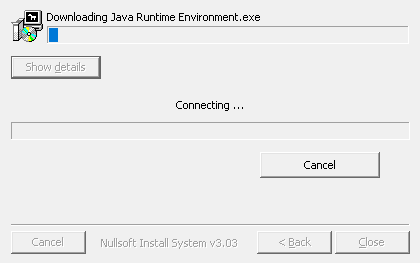 Downloading Java Runtime Environment.exe
Show details
Connecting ...
Cancel
Cancel
Nullsoft Install System v3.03
< Back
Close